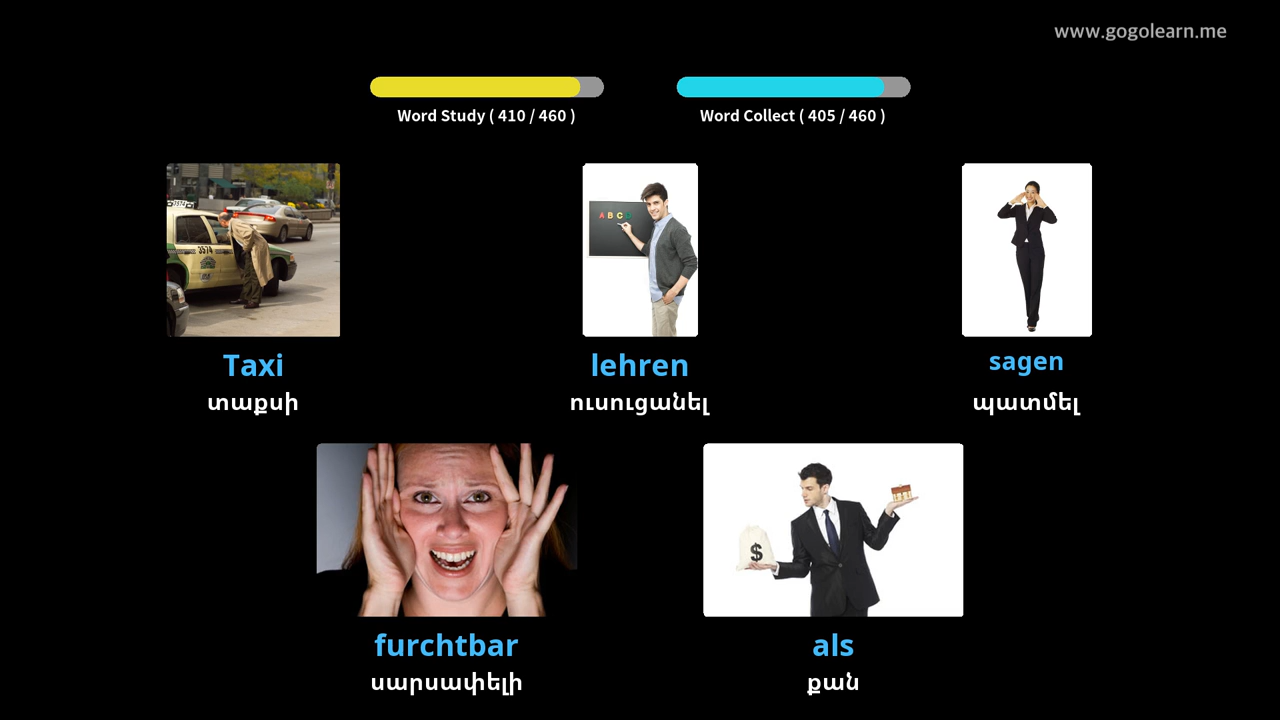 www.gogolearn.me
Word Study ( 410 / 460 )
Word Collect ( 405 / 460 )
3574
A B C D
Taxi
տաքսի
lehren
ուսուցանել
sagen
պատմել
$
furchtbar
սարսափելի
als
քան